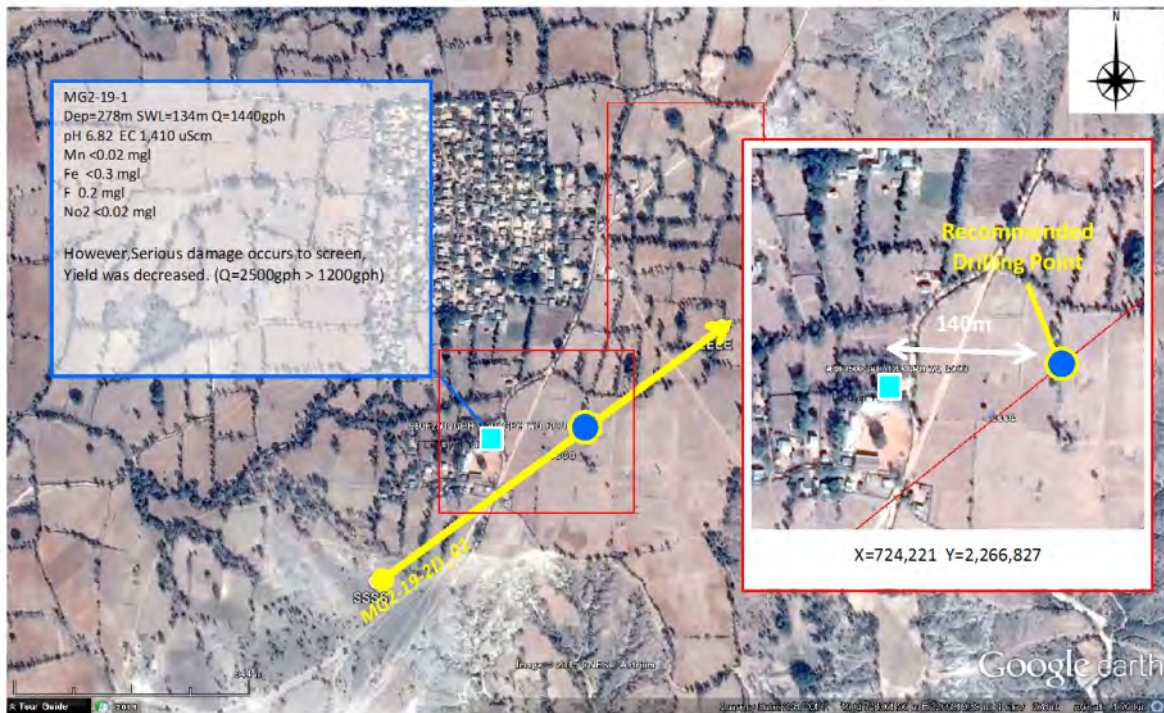 N
MG2-19-1
Dep=278m SWL=134m Q=1440gph
pH 6.82 EC 1,410 uScm
Mn <0.02 mgl
Fe <0.3 mgl
F 0.2 mgl
No2 <0.02 mgl
However,Serious damage occurs to screen,
Yield was decreased. (Q=2500gph > 1200gph)
Recommended
Drilling Point
140m
X=724,221 Y=2,266,827
MG2-19-2D_01
Google earth
Tour Guide